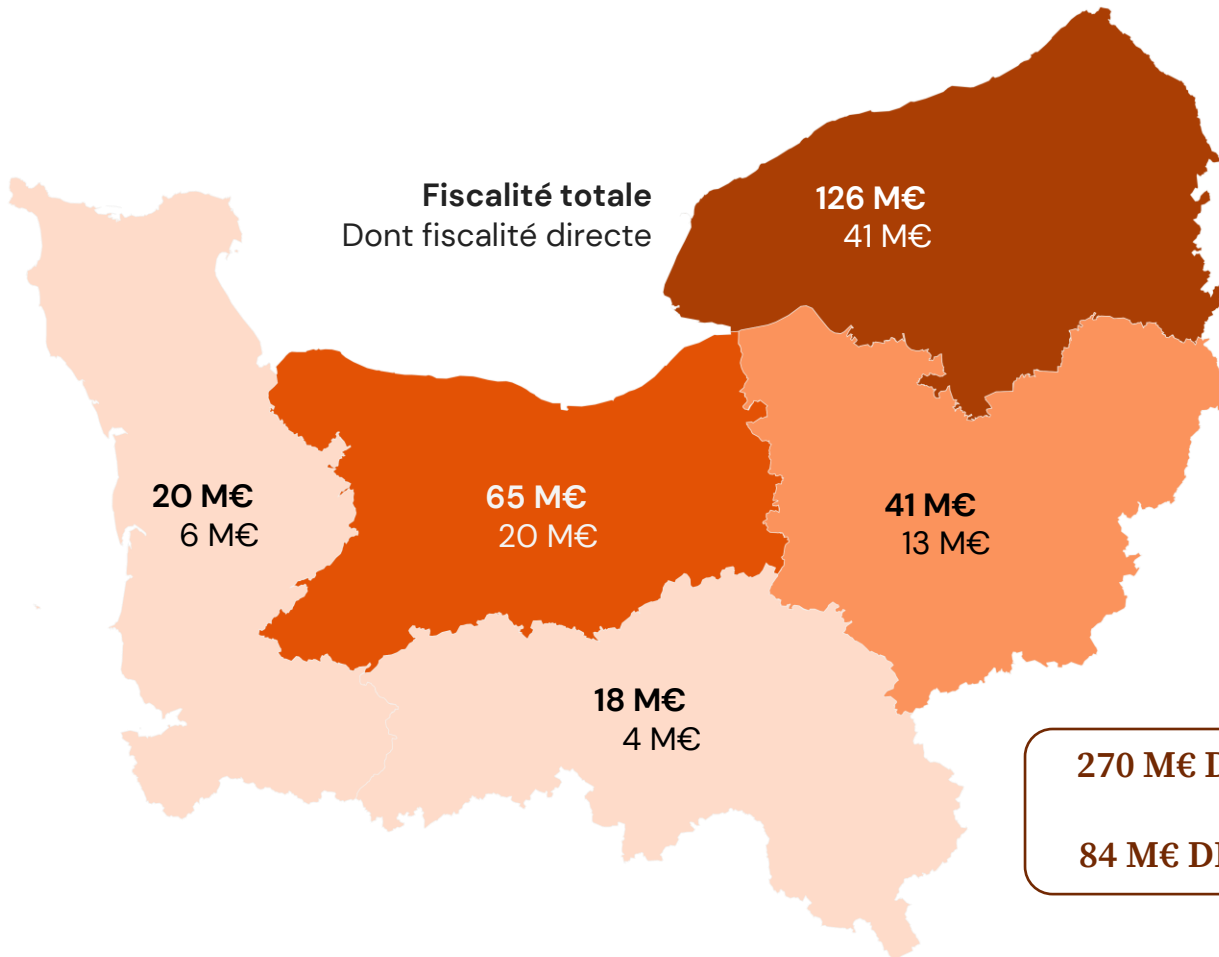 Fiscalité totale
Dont fiscalité directe
126 M€
41 M€
20 M€
6 M€
65 M€
20 M€
41 M€
13 M€
18 M€
4 M€
270 M€
84 M€